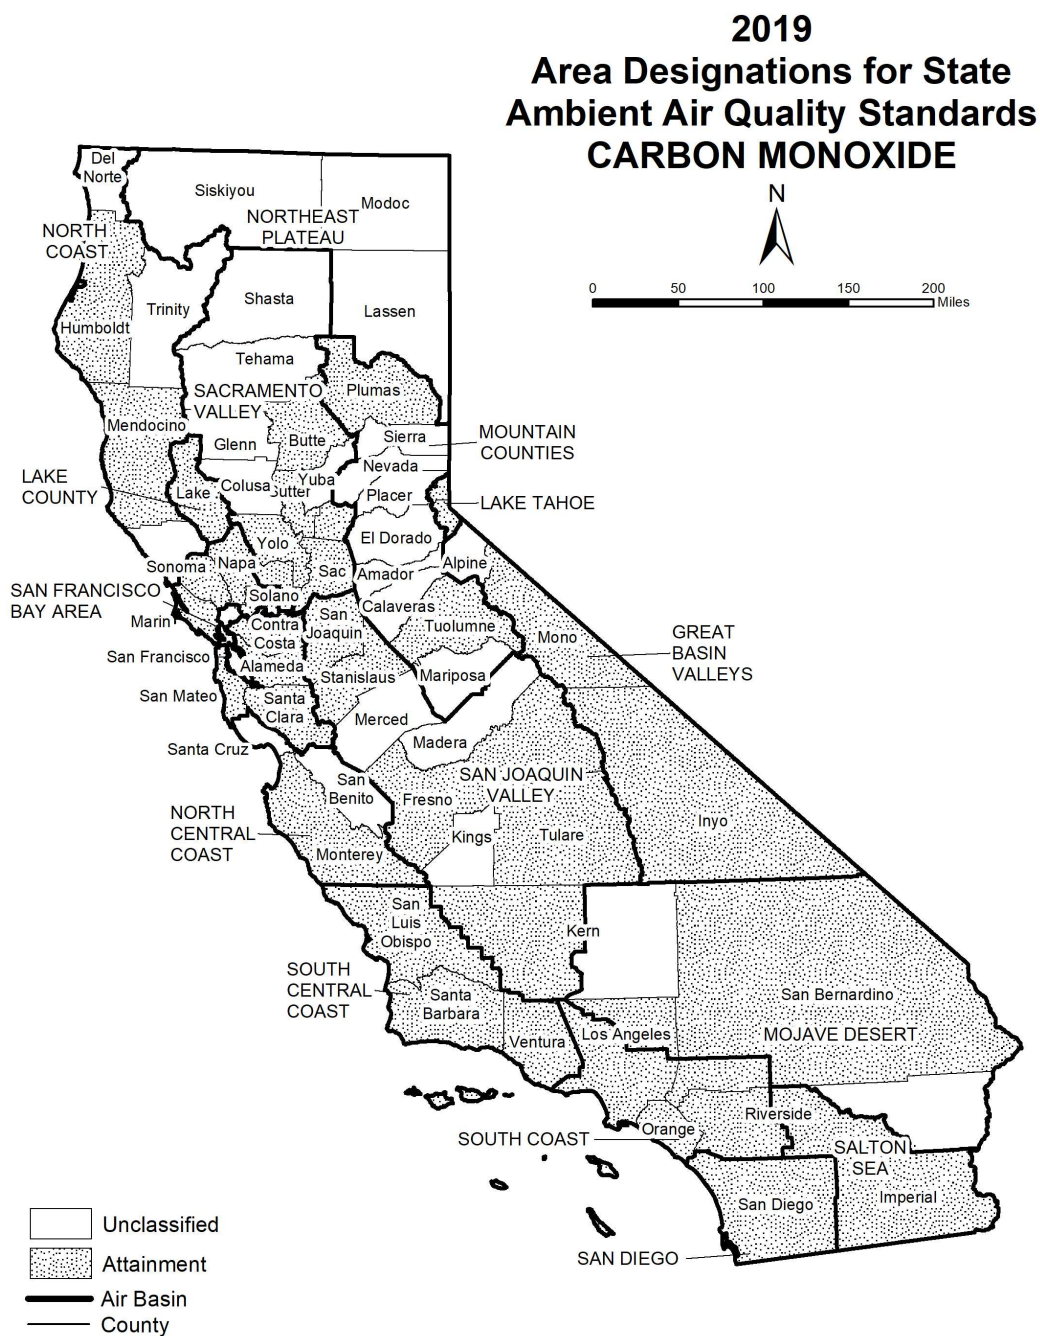 2019
Area Designations for State
Ambient Air Quality Standards
CARBON MONOXIDE
N
0 50 100 150 200
Miles
Del
Norte
Siskiyou
Modoc
NORTHEAST
PLATEAU
NORTH
COAST
Trinity
Shasta
Lassen
Humboldt
Tehama
Plumas
SACRAMENTO
VALLEY
Mendocino
Glenn
Butte
Sierra
MOUNTAIN
COUNTIES
Nevada
LAKE
COUNTY
Lake
Colusa
Sutter
Yuba
Placer
LAKE TAHOE
El Dorado
Yolo
Sonoma
Napa
Sac
Amador
Alpine
SAN FRANCISCO
BAY AREA
Solano
Calaveras
Marin
Contra
Costa
San
Joaquin
Tuolumne
Mono
GREAT
BASIN
VALLEYS
San Francisco
Alameda
Stanislaus
Mariposa
San Mateo
Santa
Clara
Merced
Santa Cruz
Madera
San
Benito
SAN JOAQUIN
VALLEY
Fresno
NORTH
CENTRAL
COAST
Kings
Tulare
Inyo
Monterey
San
Luis
Obispo
Kern
SOUTH
CENTRAL
COAST
Santa
Barbara
San Bernardino
Ventura
Los Angeles
MOJAVE DESERT
Orange
Riverside
SOUTH COAST
SALTON
SEA
San Diego
Imperial
SAN DIEGO
Unclassified
Attainment
Air Basin
County